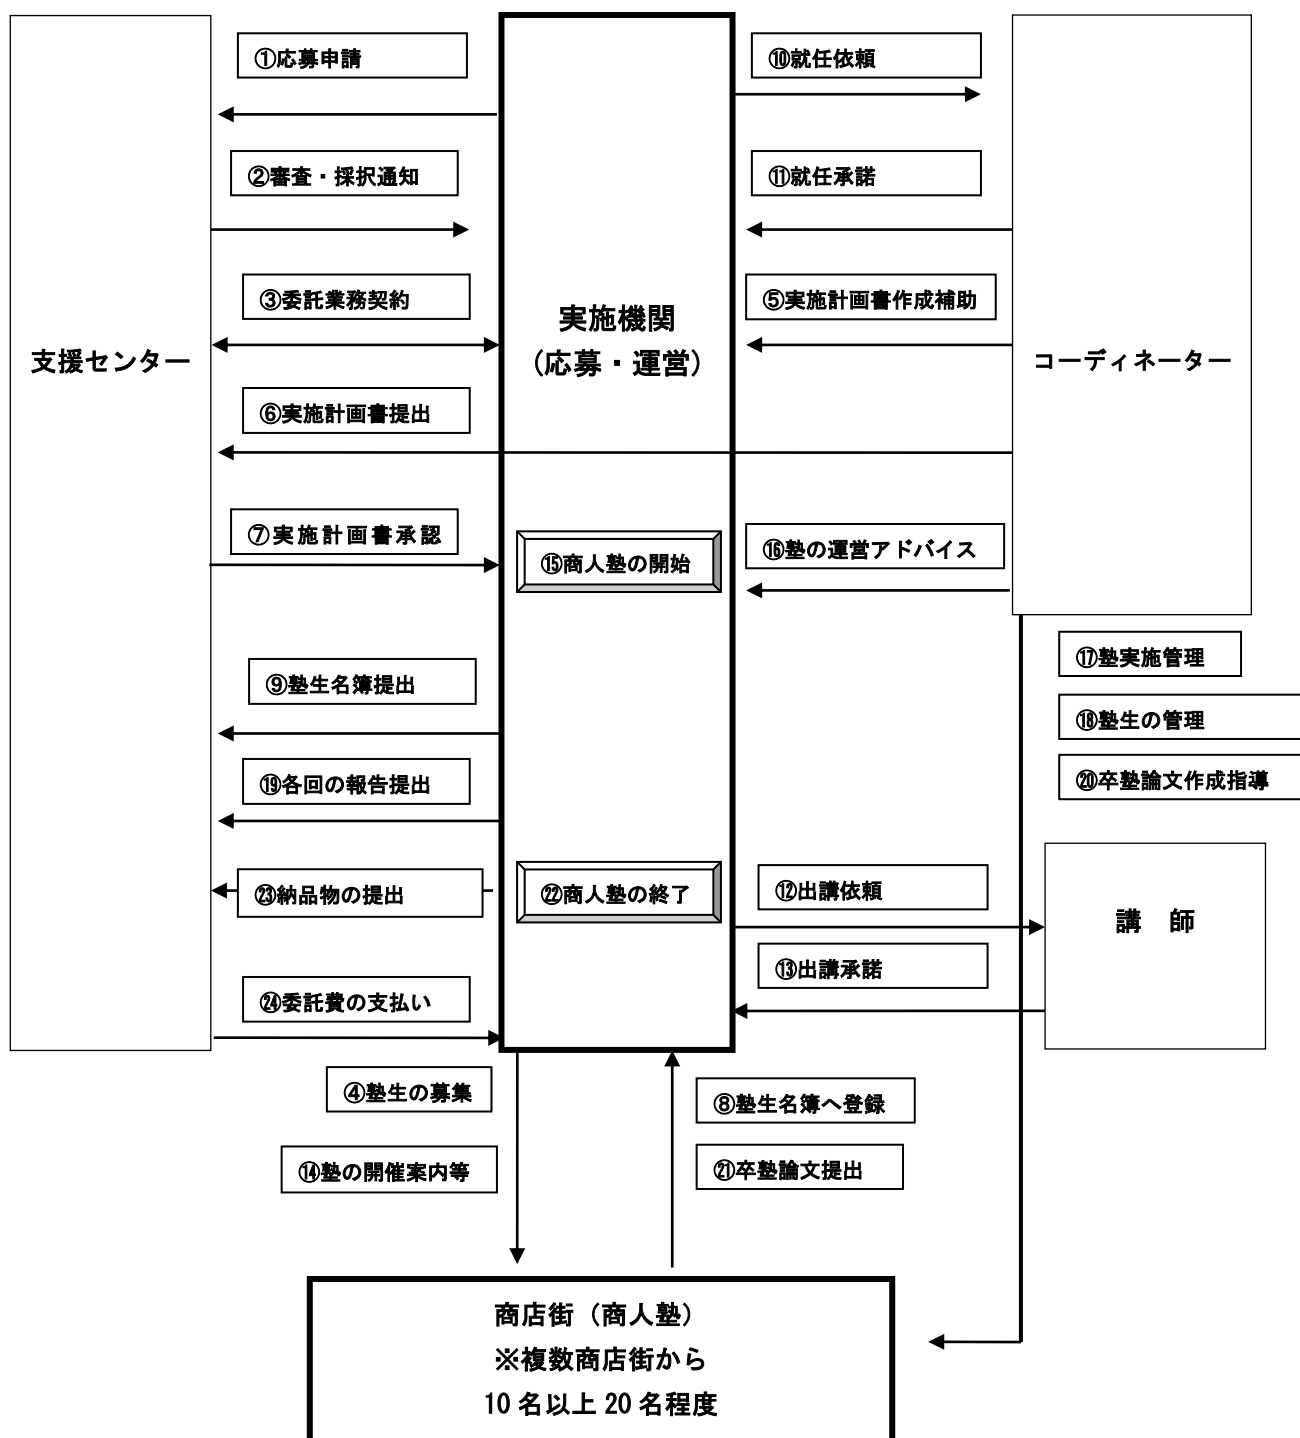 ①応募申請
⑩就任依頼
②審査・採択通知
⑪就任承諾
③委託業務契約
⑤実施計画書作成補助
実施機関
(応募・運営)
支援センター
コーディネーター
⑥実施計画書提出
⑦実施計画書承認
⑮商人塾の開始
⑯塾の運営アドバイス
⑰塾実施管理
⑨塾生名簿提出
⑱塾生の管理
⑲各回の報告提出
⑳卒塾論文作成指導
㉓納品物の提出
㉒商人塾の終了
⑫出講依頼
講　師
⑬出講承諾
㉔委託費の支払い
④塾生の募集
⑧塾生名簿へ登録
⑭塾の開催案内等
㉑卒塾論文提出
商店街（商人塾）
※複数商店街から
10名以上20名程度